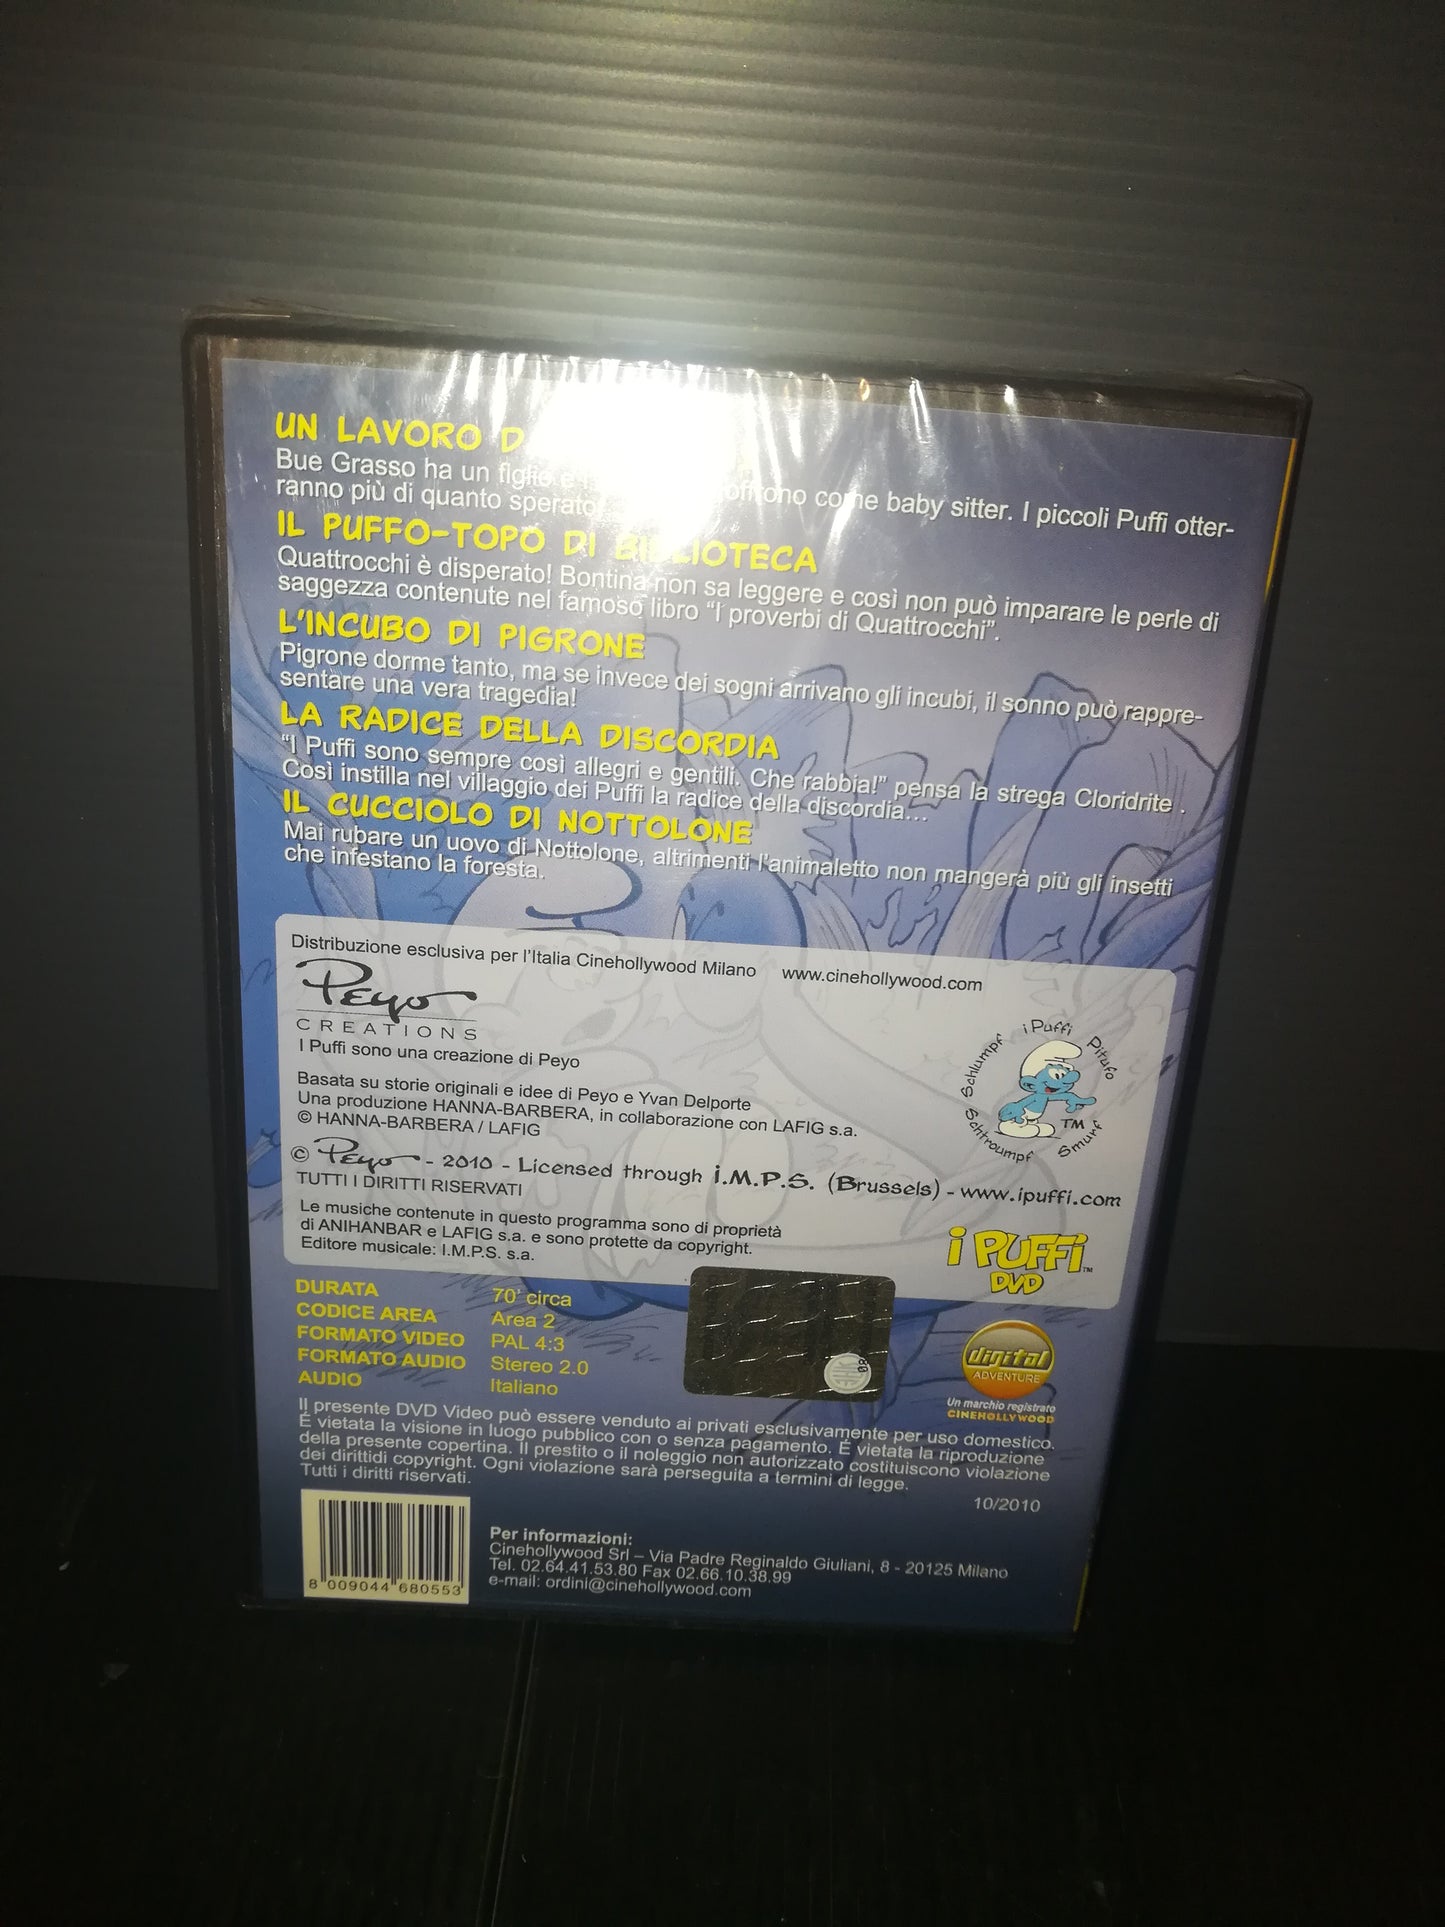 UN LAVORO D
Bue Grasso ha un figlio e offrono come baby sitter. I piccoli Puffi otter-
ranno più di quanto sperato
IL PUFFO-TOPO DI BIBLIOTECA
Quattrocchi è disperato! Bontina non sa leggere e così non può imparare le perle di
saggezza contenute nel famoso libro “I proverbi di Quattrocchi”.
L'INCUBO DI PIGRONE
Pigrone dorme tanto, ma se invece dei sogni arrivano gli incubi, il sonno può rappre-
sentare una vera tragedia!
LA RADICE DELLA DISCORDIA
“I Puffi sono sempre così allegri e gentili. Che rabbia!” pensa la strega Cloridrite .
Così instilla nel villaggio dei Puffi la radice della discordia...
IL CUCCIOLO DI NOTTOLONE
Mai rubare un uovo di Nottolone, altrimenti l'animaletto non mangerà più gli insetti
che infestano la foresta.
Distribuzione esclusiva per l'Italia Cinehollywood Milano www.cinehollywood.com
Peyo
CREATIONS
I Puffi sono una creazione di Peyo
Basata su storie originali e idee di Peyo e Yvan Delporte
Una produzione HANNA-BARBERA, in collaborazione con LAFIG s.a.
© HANNA-BARBERA / LAFIG
i Puffi Pitufo Smurf Schtroumpf Schlumpf
TM
© Peyo - 2010 - Licensed through I.M.P.S. (Brussels) - www.ipuffi.com
TUTTI I DIRITTI RISERVATI
Le musiche contenute in questo programma sono di proprietà
di ANIHANBAR e LAFIG s.a. e sono protette da copyright.
Editore musicale: I.M.P.S. s.a.
i PUFFi TM
DVD
DURATA 70' circa
CODICE AREA Area 2
FORMATO VIDEO PAL 4:3
FORMATO AUDIO Stereo 2.0
AUDIO Italiano
digital
ADVENTURE
Un marchio registrato
CINEHOLLYWOOD
Il presente DVD Video può essere venduto ai privati esclusivamente per uso domestico.
É vietata la visione in luogo pubblico con o senza pagamento. É vietata la riproduzione
della presente copertina. Il prestito o il noleggio non autorizzato costituiscono violazione
dei dirittidi copyright. Ogni violazione sarà perseguita a termini di legge.
Tutti i diritti riservati.
10/2010
8 009044 680553
Per informazioni:
Cinehollywood Srl – Via Padre Reginaldo Giuliani, 8 - 20125 Milano
Tel. 02.64.41.53.80 Fax 02.66.10.38.99
e-mail: ordini@cinehollywood.com